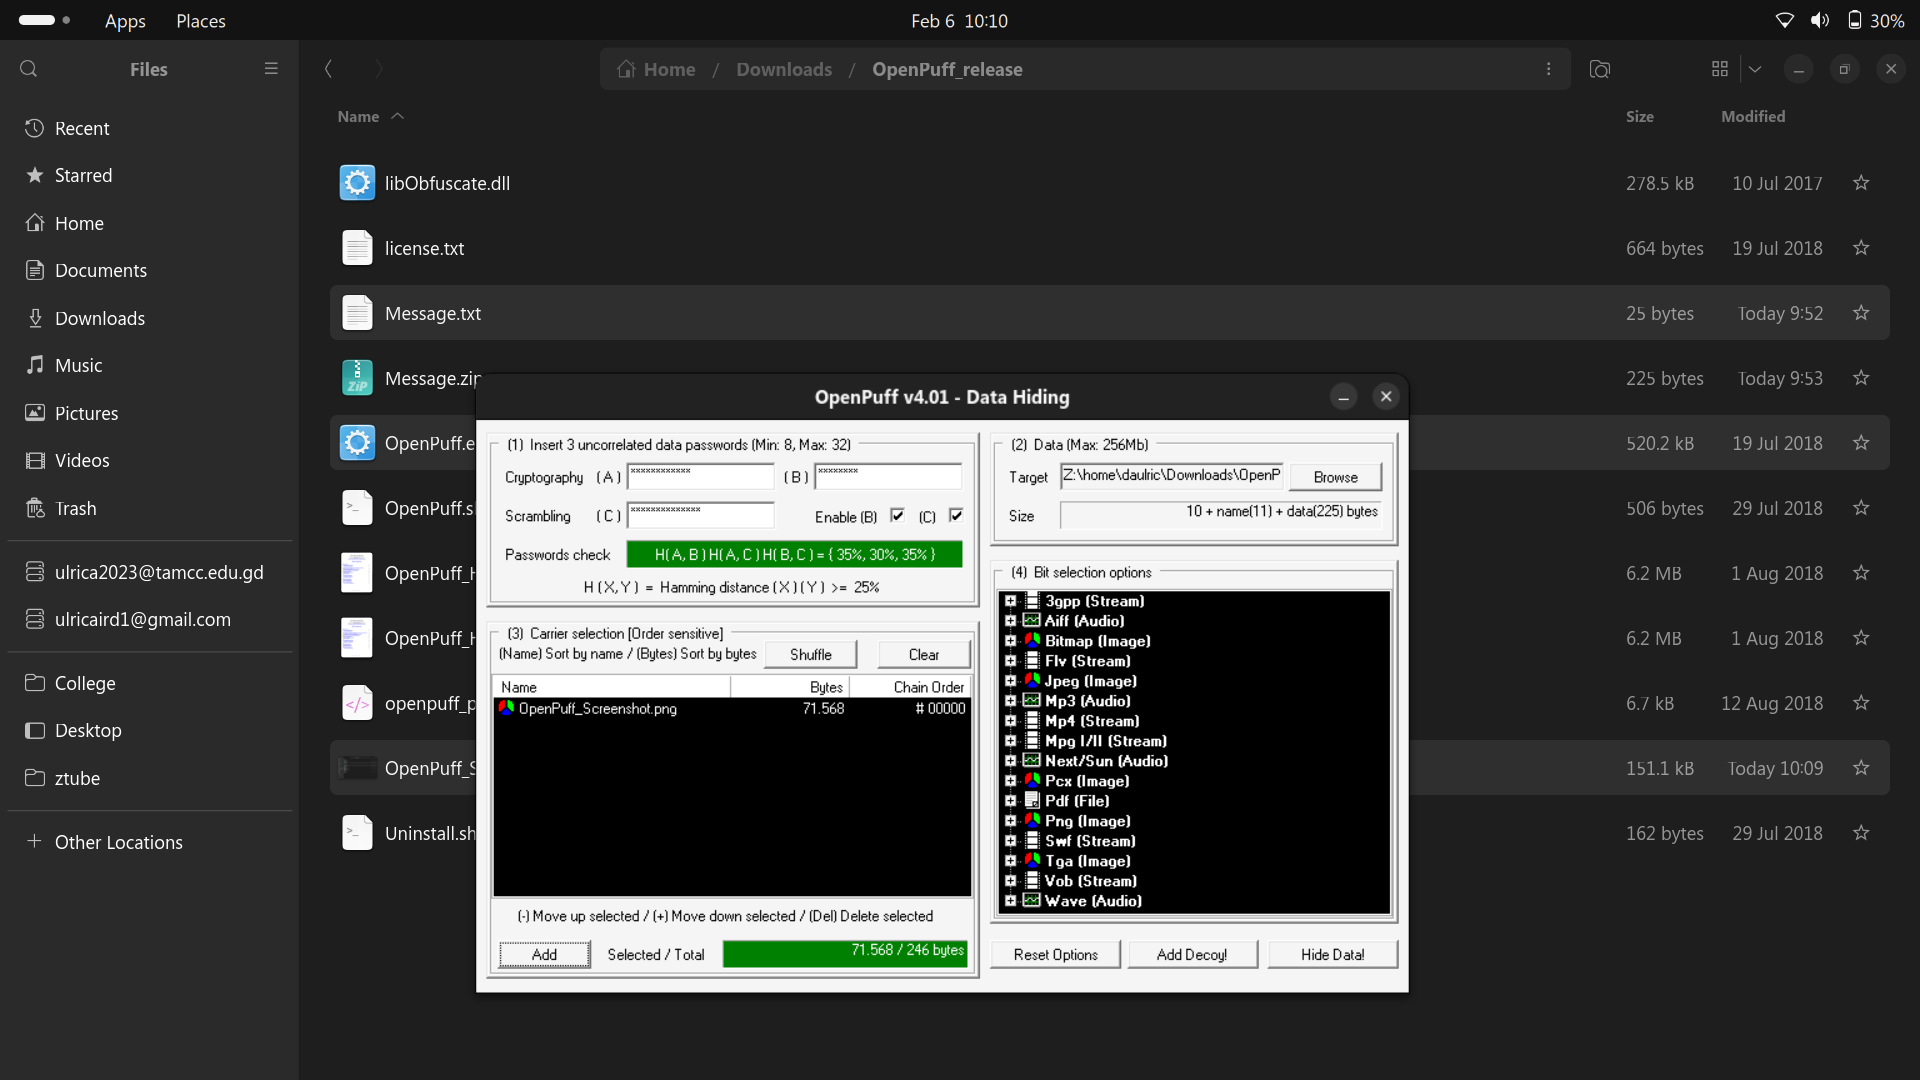 Apps Places Feb 6 10:10 30%
Files Home / Downloads / OpenPuff_release
Name Size Modified
Recent
Starred
Home
Documents
Downloads
Music
Pictures
Videos
Trash
ulrica2023@tamcc.edu.gd
ulricaird1@gmail.com
College
Desktop
ztube
Other Locations
libObfuscate.dll 278.5 kB 10 Jul 2017
license.txt 664 bytes 19 Jul 2018
Message.txt 25 bytes Today 9:52
Message.zip 225 bytes Today 9:53
OpenPuff.e 520.2 kB 19 Jul 2018
OpenPuff.s 506 bytes 29 Jul 2018
OpenPuff_H 6.2 MB 1 Aug 2018
OpenPuff_H 6.2 MB 1 Aug 2018
openpuff_p 6.7 kB 12 Aug 2018
OpenPuff_S 151.1 kB Today 10:09
Uninstall.sh 162 bytes 29 Jul 2018
OpenPuff v4.01 - Data Hiding
(1) Insert 3 uncorrelated data passwords (Min: 8, Max: 32)
Cryptography (A) ************ (B) ********
Scrambling (C) ************** Enable (B) (C)
Passwords check H(A,B) H(A,C) H(B,C) = { 35%, 30%, 35% }
H (X,Y) = Hamming distance (X)(Y) >= 25%
(2) Data (Max: 256Mb)
Target Z:\home\daulric\Downloads\OpenP Browse
Size 10 + name(11) + data(225) bytes
(3) Carrier selection [Order sensitive]
(Name) Sort by name / (Bytes) Sort by bytes Shuffle Clear
Name Bytes Chain Order
OpenPuff_Screenshot.png 71.568 # 00000
(-) Move up selected / (+) Move down selected / (Del) Delete selected
Add Selected / Total 71.568 / 246 bytes
(4) Bit selection options
3gpp (Stream)
Aiff (Audio)
Bitmap (Image)
Flv (Stream)
Jpeg (Image)
Mp3 (Audio)
Mp4 (Stream)
Mpg I/II (Stream)
Next/Sun (Audio)
Pcx (Image)
Pdf (File)
Png (Image)
Swf (Stream)
Tga (Image)
Vob (Stream)
Wave (Audio)
Reset Options Add Decoy! Hide Data!